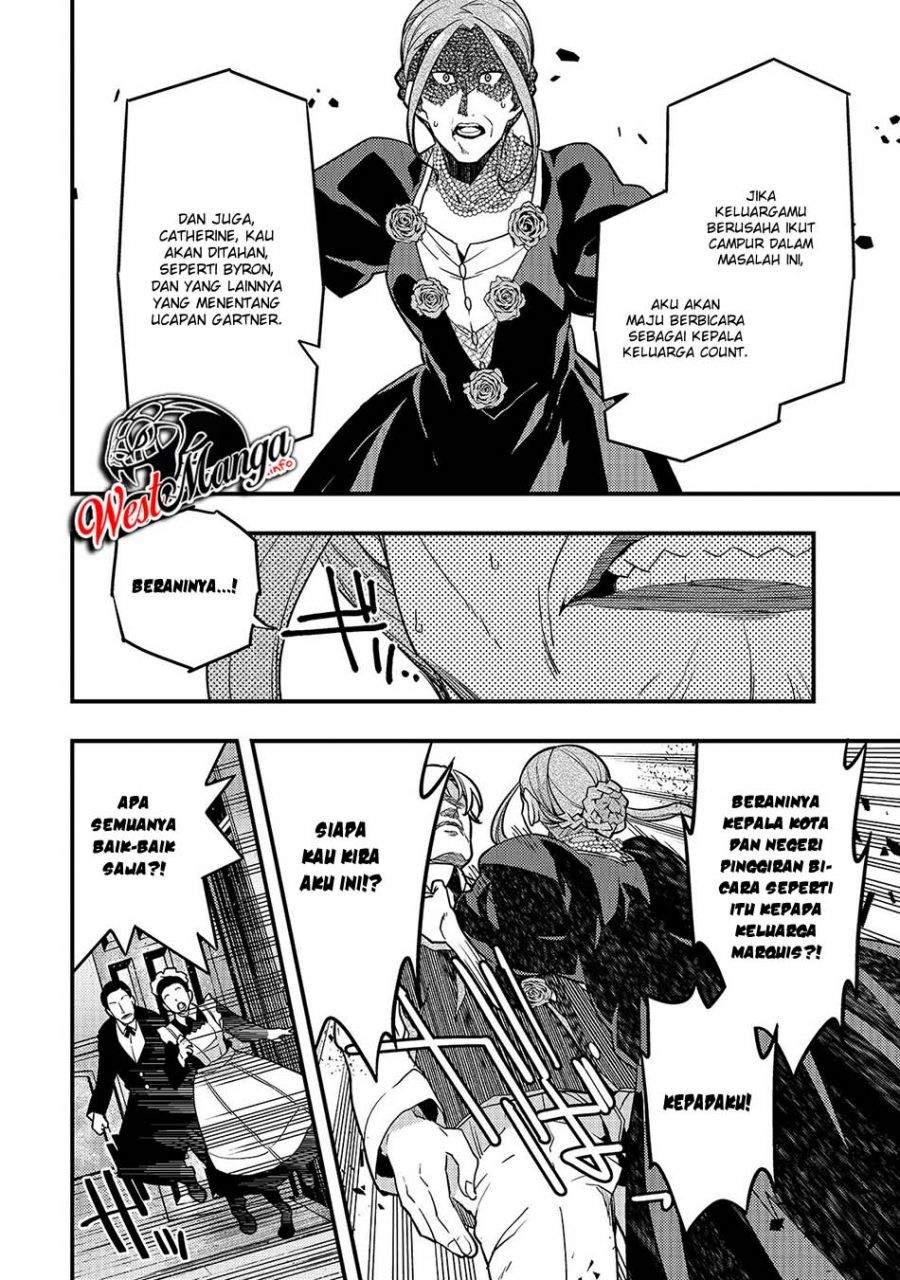 JIKA
KELUARGAMU
BERUSAHA IKUT
CAMPUR DALAM
MASALAH INI,
AKU AKAN
MAJU BERBICARA
SEBAGAI KEPALA
KELUARGA COUNT.
DAN JUGA,
CATHERINE, KAU
AKAN DITAHAN,
SEPERTI BYRON,
DAN YANG LAINNYA
YANG MENENTANG
UCAPAN GARTNER.
WestManga
.info
BERANINYA...!
BERANINYA
KEPALA KOTA
DAN NEGERI
PINGGIRAN BI-
CARA SEPERTI
ITU KEPADA
KELUARGA
MARQUIS?!
KEPADAKU!
SIAPA
KAU KIRA
AKU INI!?
APA
SEMUANYA
BAIK-BAIK
SAJA?!